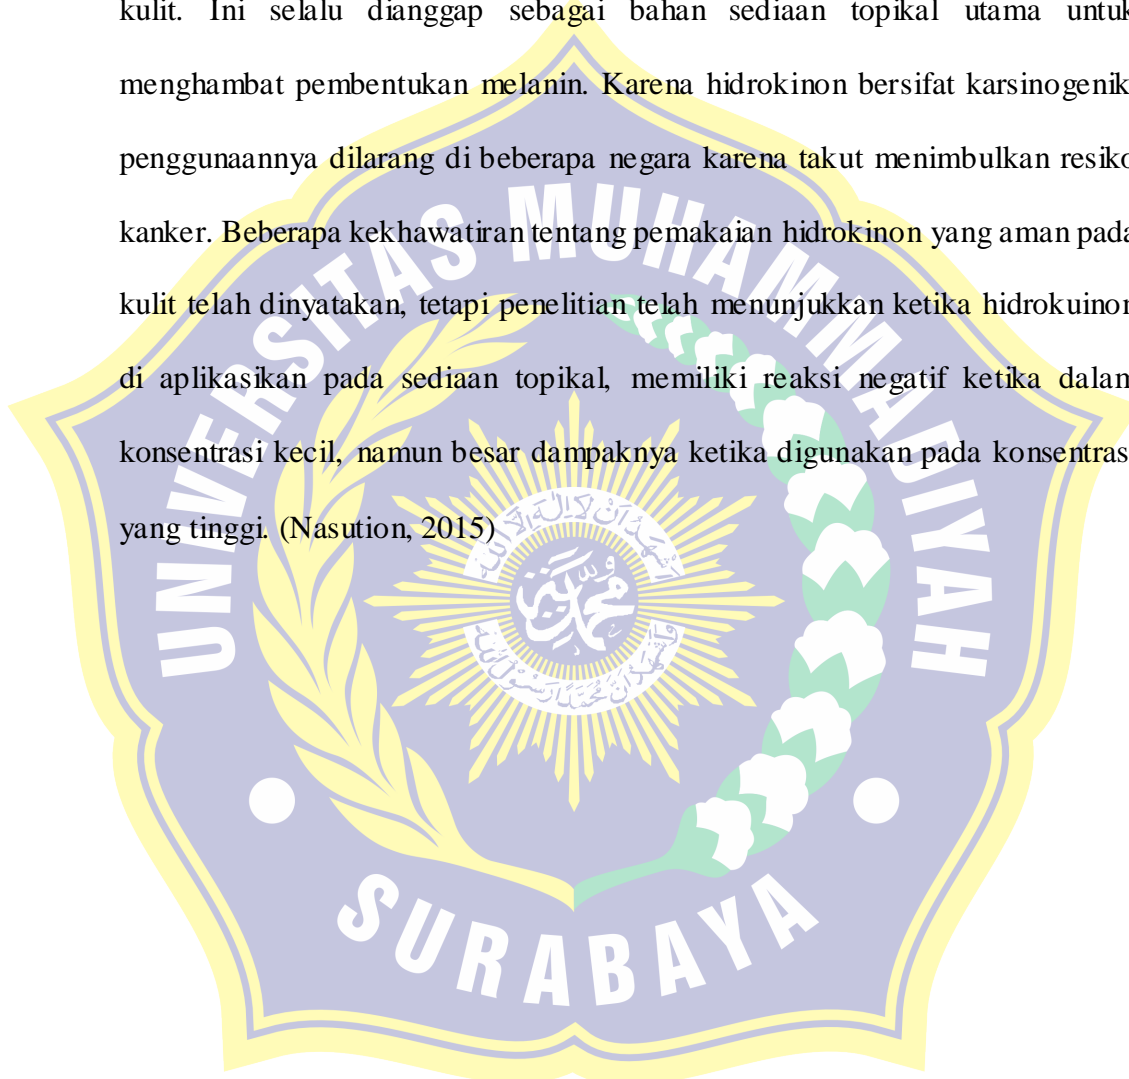 kulit. Ini selalu dianggap sebagai bahan sediaan topikal utama untuk
menghambat pembentukan melanin. Karena hidrokinon bersifat karsinogenik
penggunaannya dilarang di beberapa negara karena takut menimbulkan resiko
kanker. Beberapa kekhawatiran tentang pemakaian hidrokinon yang aman pada
kulit telah dinyatakan, tetapi penelitian telah menunjukkan ketika hidrokuinon
di aplikasikan pada sediaan topikal, memiliki reaksi negatif ketika dalam
konsentrasi kecil, namun besar dampaknya ketika digunakan pada konsentrasi
yang tinggi. (Nasution, 2015)
UNIVERSITAS MUHAMMADIYAH
SURABAYA
محمد